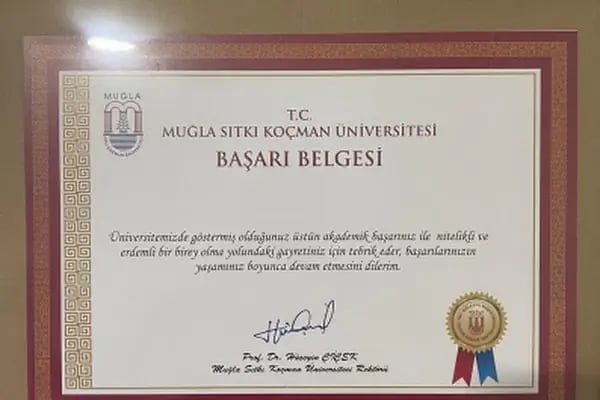 MUĞLA
T.C.
MUĞLA SITKI KOÇMAN ÜNİVERSİTESİ
BAŞARI BELGESİ
Üniversitemizde göstermiş olduğunuz üstün akademik başarınız ile nitelikli ve
erdemli bir birey olma yolundaki gayretiniz için tebrik eder, başarılarınızın
yaşamınız boyunca devam etmesini dilerim.
Prof. Dr. Hüseyin ÇİÇEK
Muğla Sıtkı Koçman Üniversitesi Rektörü